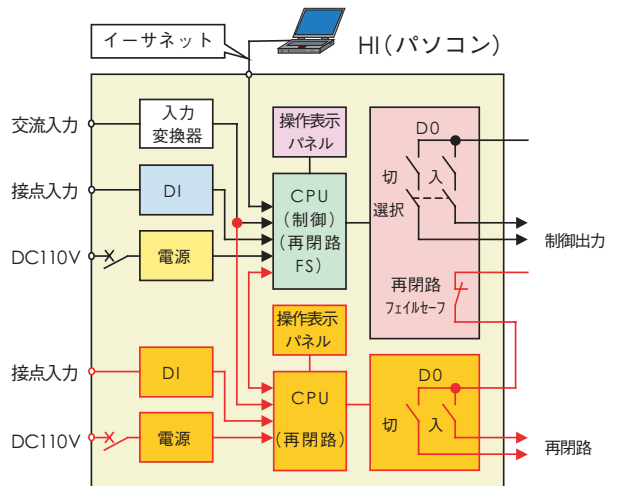 イーサネット
HI(パソコン)
交流入力
入力
変換器
操作表示
パネル
DO
切 入
選択
接点入力
DI
CPU
(制御)
(再閉路
FS)
DC110V
電源
制御出力
再閉路
フェイルセーフ
操作表示
パネル
接点入力
DI
CPU
(再閉路)
DO
切 入
DC110V
電源
再閉路